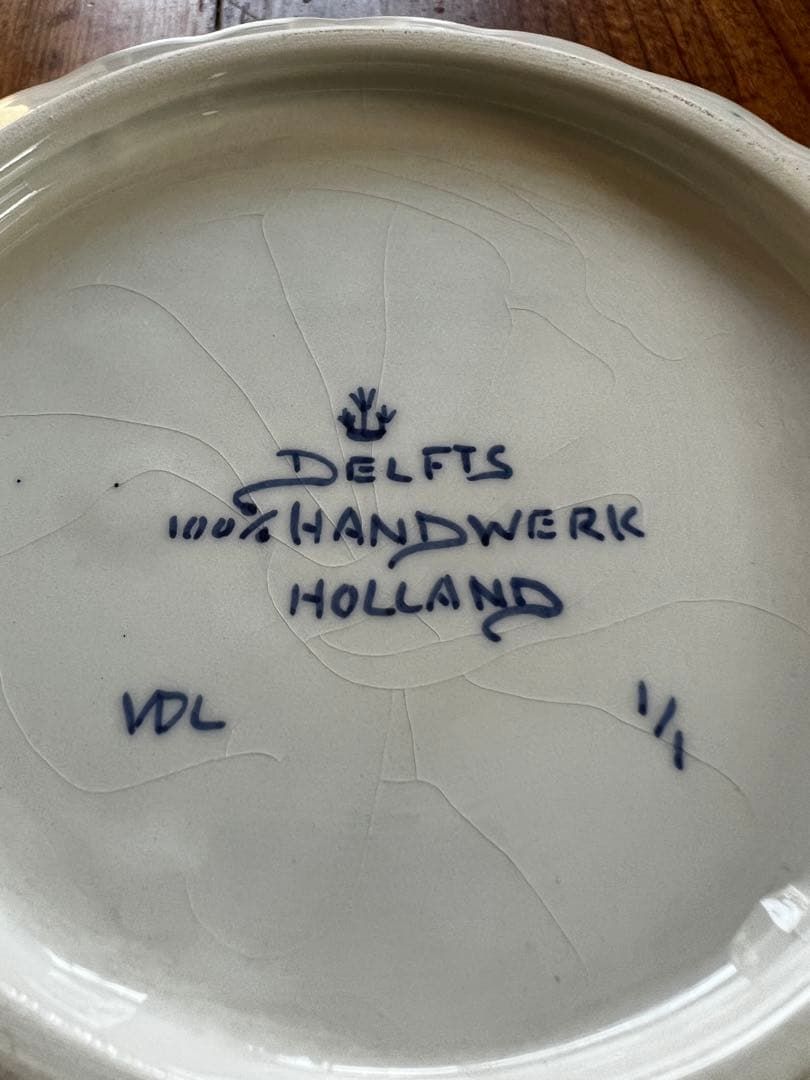 DELFTS
100% HANDWERK
HOLLAND
VDL
1/1